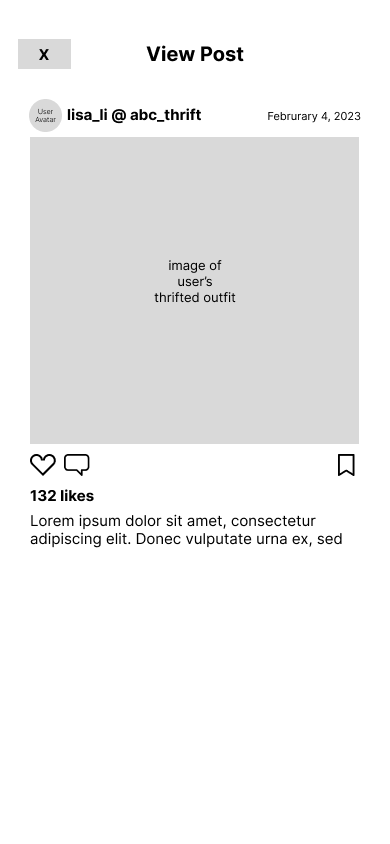 X
View Post
User
Avatar
lisa_li @ abc_thrift
Februrary 4, 2023
image of
user's
thrifted outfit
132 likes
Lorem ipsum dolor sit amet, consectetur
adipiscing elit. Donec vulputate urna ex, sed